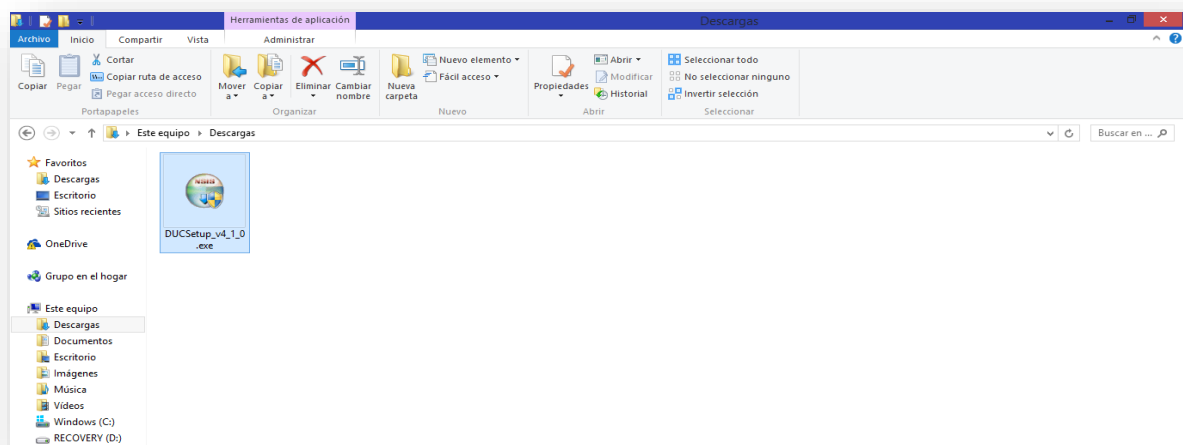 Herramientas de aplicación
Descargas
Archivo Inicio Compartir Vista Administrar
Copiar
Pegar
Cortar
Copiar ruta de acceso
Pegar acceso directo
Portapapeles
Mover a
Copiar a
Eliminar
Cambiar nombre
Organizar
Nueva carpeta
Nuevo elemento
Fácil acceso
Nuevo
Propiedades
Abrir
Modificar
Historial
Abrir
Seleccionar todo
No seleccionar ninguno
Invertir selección
Seleccionar
Este equipo Descargas
Buscar en ...
Favoritos
Descargas
Escritorio
Sitios recientes
OneDrive
Grupo en el hogar
Este equipo
Descargas
Documentos
Escritorio
Imágenes
Música
Vídeos
Windows (C:)
RECOVERY (D:)
DUCSetup_v4_1_0
.exe